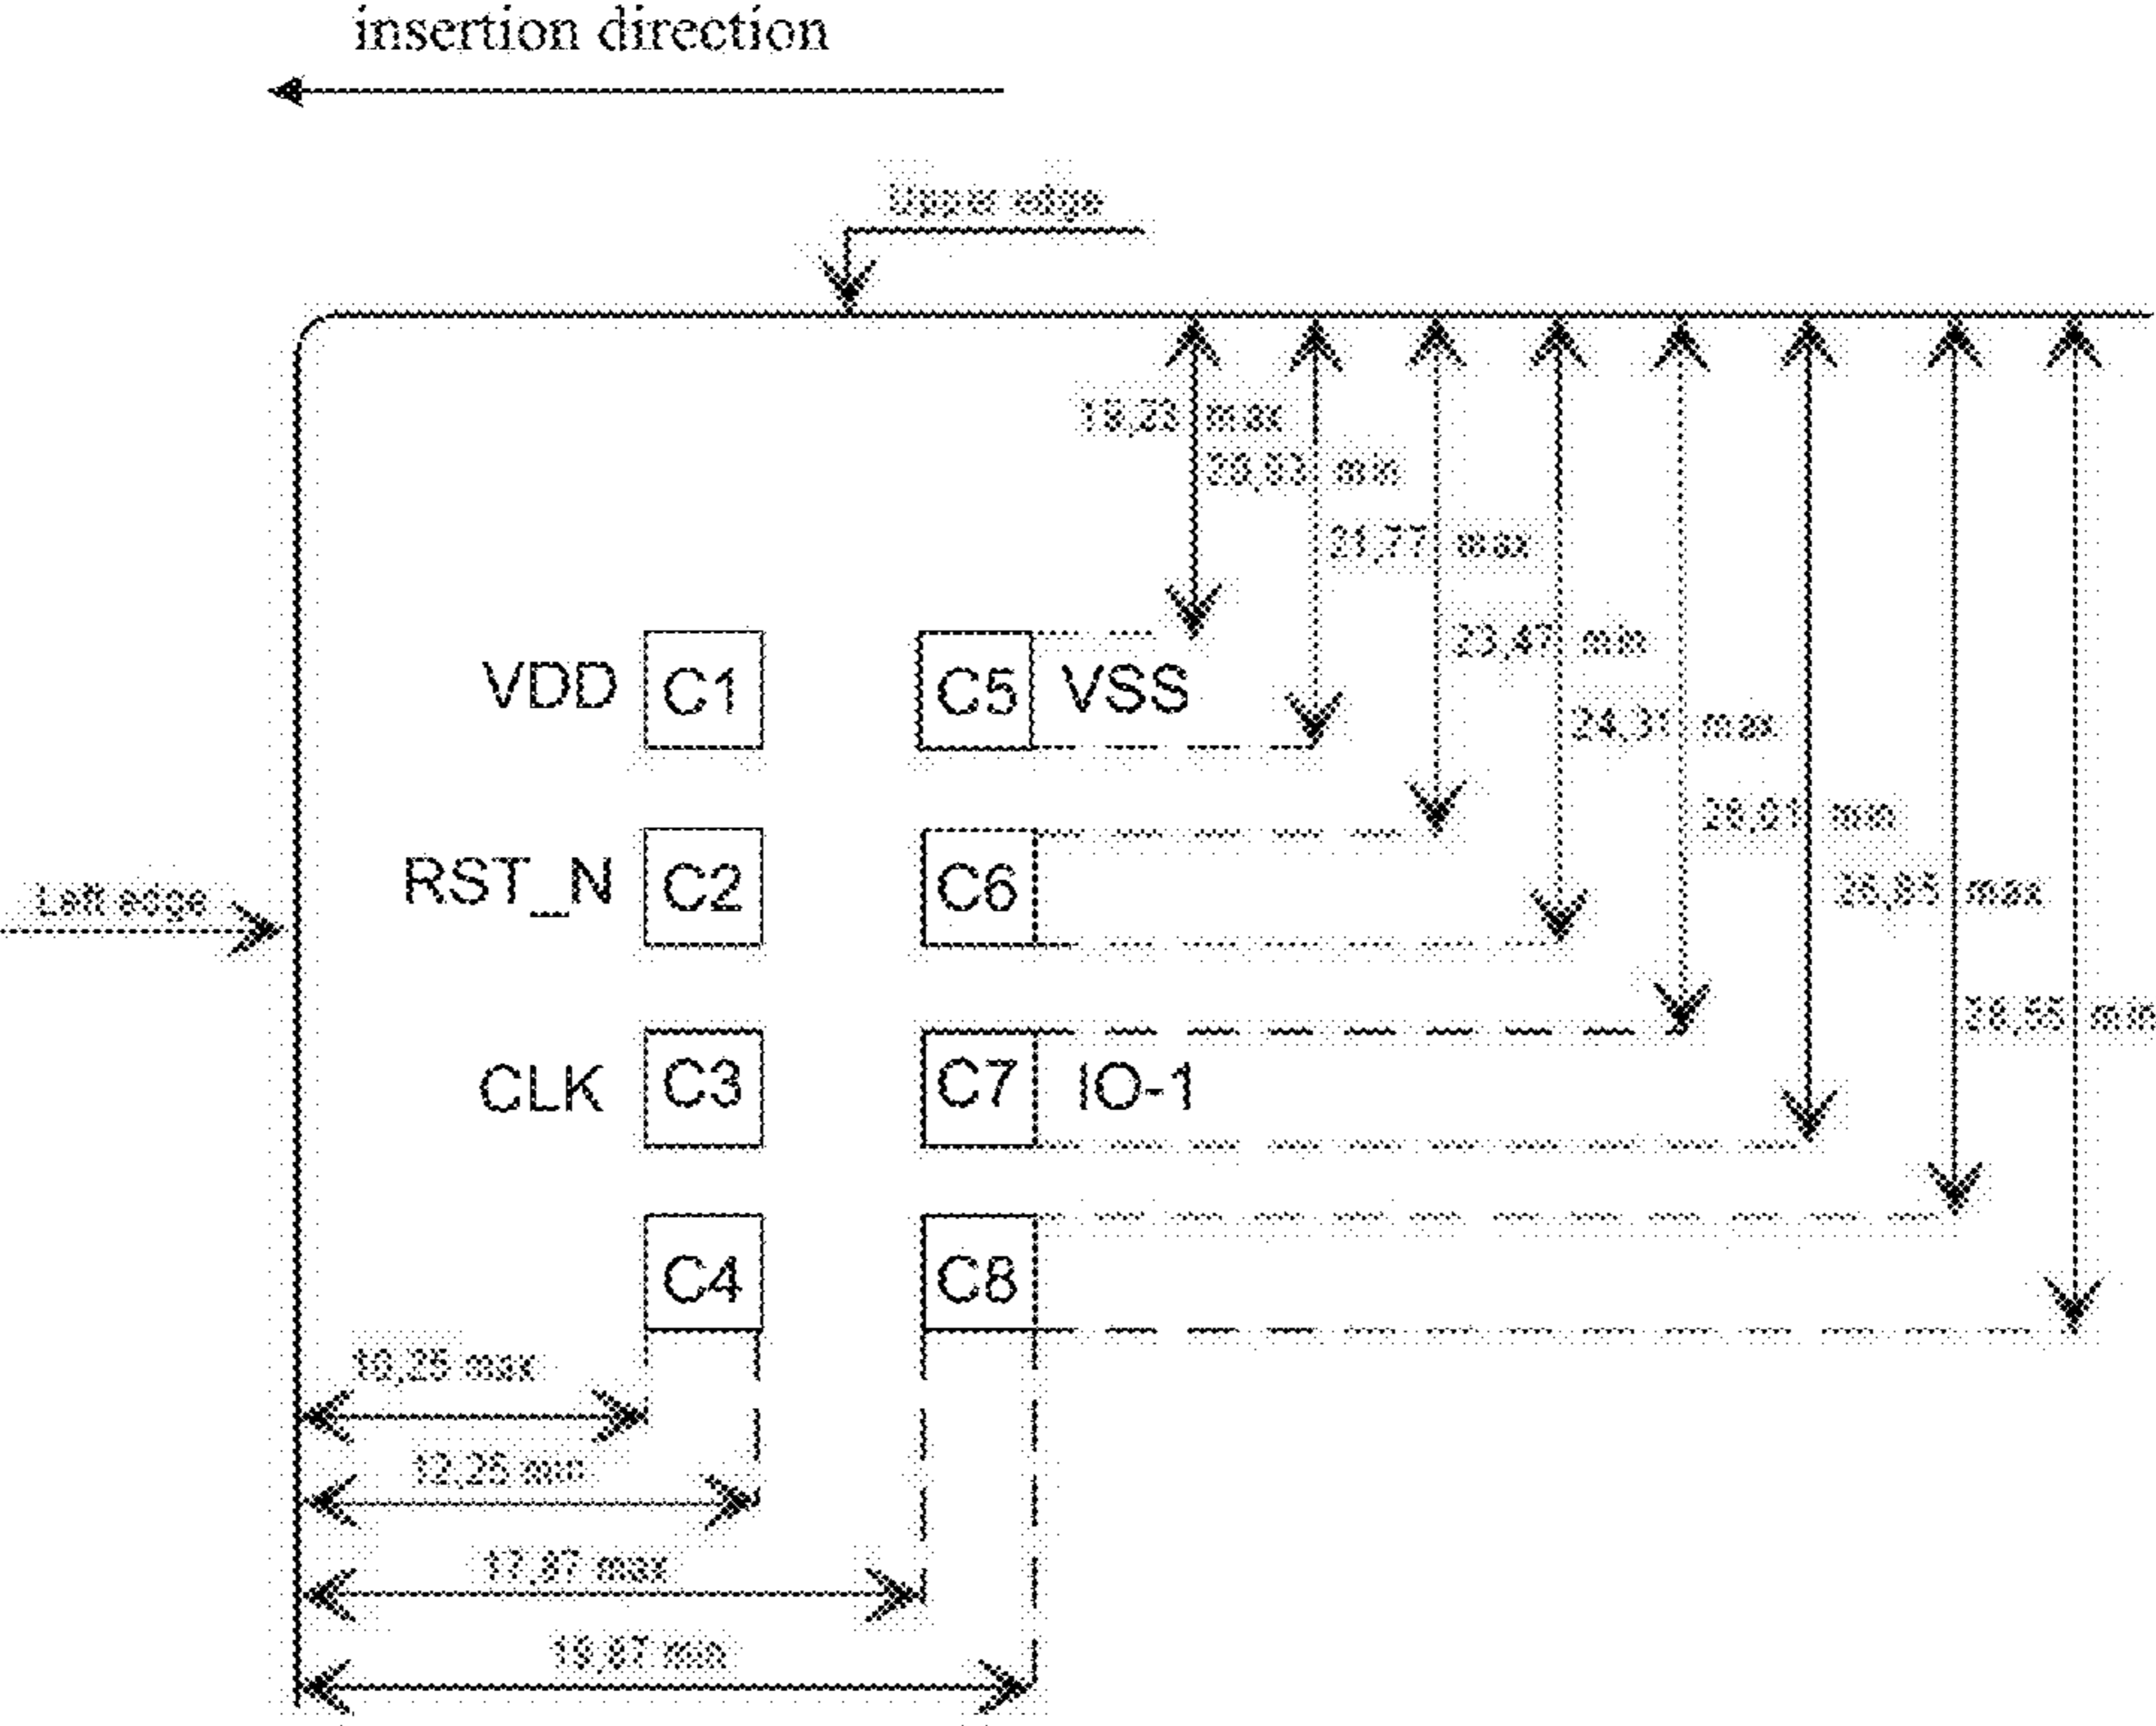 insertion direction
Upper edge
18,23 max
20,93 min
21,77 max
23,47 min
24,31 max
26,01 min
26,85 max
28,55 min
VDD C1 C5 VSS
RST_N C2 C6
Left edge
CLK C3 C7 IO-1
C4 C8
10,25 max
12,25 min
17,87 max
19,87 min